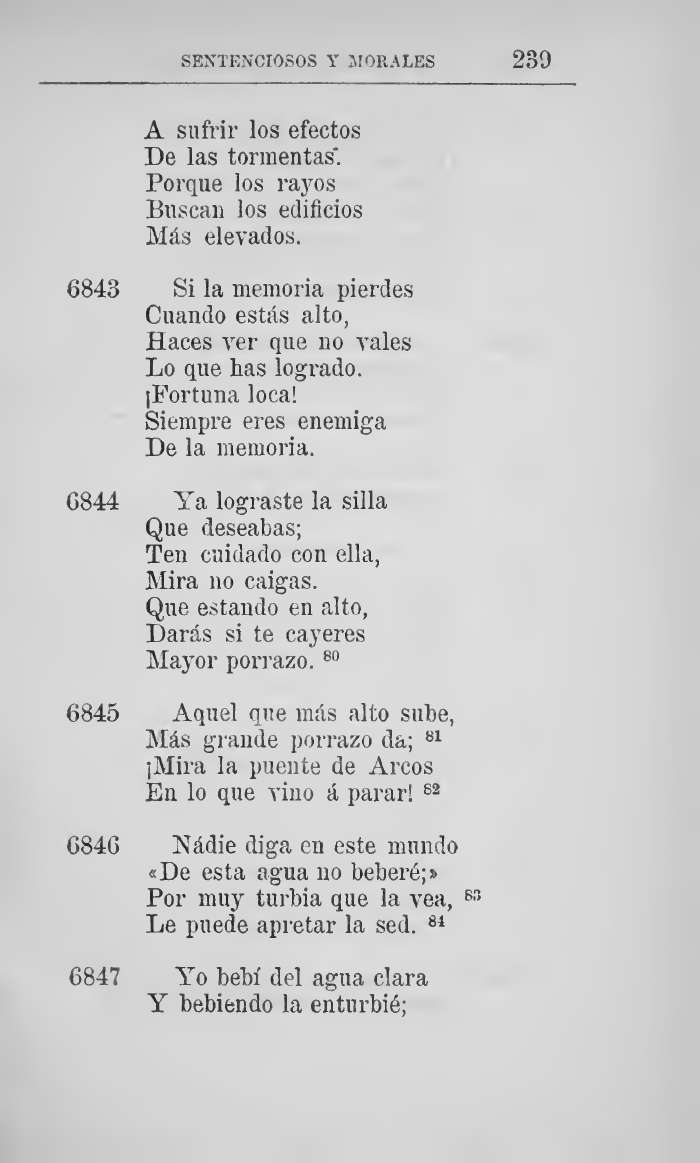 SENTENCIOSOS Y MORALES 239
A sufrir los efectos
De las tormentas:
Porque los rayos
Buscan los edificios
Más elevados.
6843 Si la memoria pierdes
Cuando estás alto,
Haces ver que no vales
Lo que has logrado.
¡Fortuna loca!
Siempre eres enemiga
De la memoria.
6844 Ya lograste la silla
Que deseabas;
Ten cuidado con ella,
Mira no caigas.
Que estando en alto,
Darás si te cayeres
Mayor porrazo. 80
6845 Aquel que más alto sube,
Más grande porrazo da; 81
¡Mira la puente de Arcos
En lo que vino á parar! 82
6846 Nádie diga en este mundo
«De esta agua no beberé;»
Por muy turbia que la vea, 83
Le puede apretar la sed. 84
6847 Yo bebí del agua clara
Y bebiendo la enturbié;